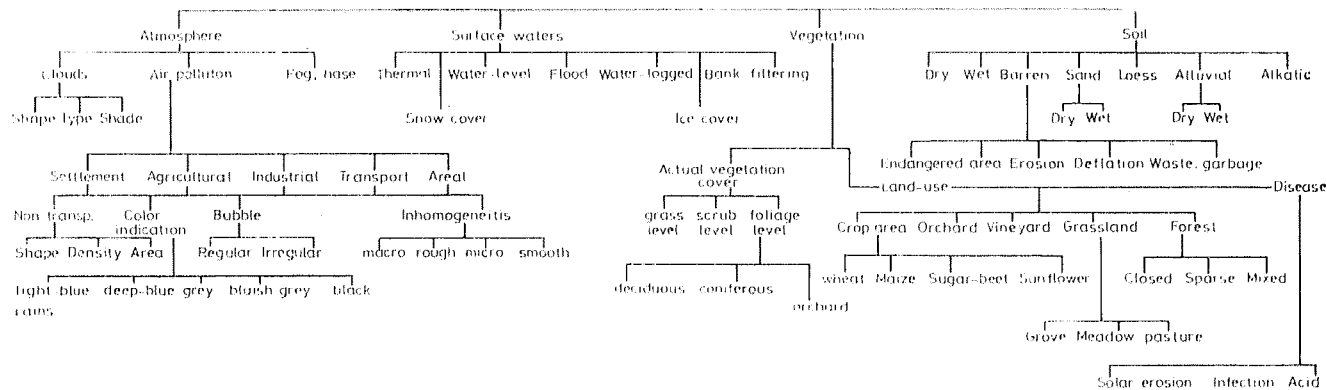 Atmosphere Surface waters Vegetation Soil
Clouds Air polluton Fog, hase Thermal Water-level Flood Water-logged Bank filtering Dry Wet Barren Sand Loess Alluvial Alkalic
Shape Type Shade Snow cover Ice cover Dry Wet Dry Wet
Endangered area Erosion Deflation Waste, garbage
Settlement Agricultural Industrial Transport Areal
Actual vegetation
cover
Land-use Disease
Non transp. Color
indication
Bubble Inhomogeneitis
grass
level
scrub
level
foliage
level
Crop area Orchard Vineyard Grassland Forest
Shape Density Area Regular Irregular macro rough micro smooth
wheat Maize Sugar-beet Sunflower Closed Sparse Mixed
light-blue deep-blue grey bluish grey black
deciduous coniferous
orchard
Grove Meadow pasture
Solar erosion Infection Acid